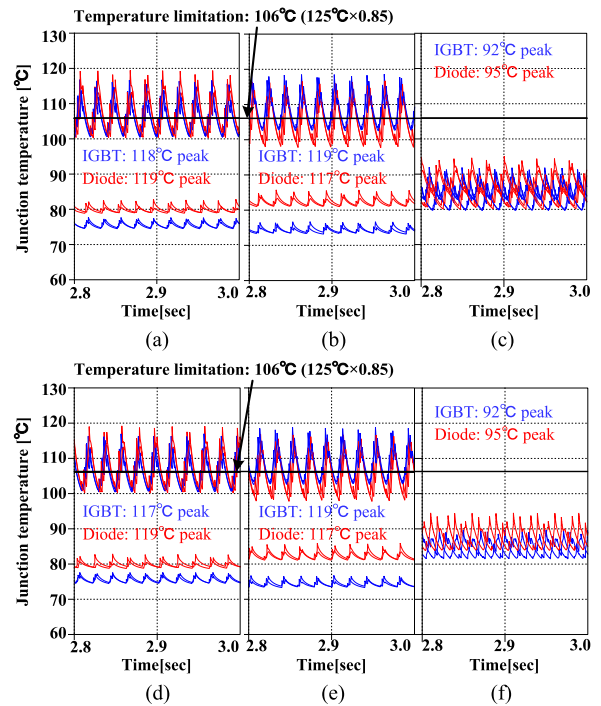 Temperature limitation: 106℃ (125℃×0.85)
Junction temperature [℃]
130
120
110
100
90
80
70
60
IGBT: 118℃ peak
Diode: 119℃ peak
IGBT: 119℃ peak
Diode: 117℃ peak
IGBT: 92℃ peak
Diode: 95℃ peak
2.8 2.9 3.0 2.8 2.9 3.0 2.8 2.9 3.0
Time[sec] Time[sec] Time[sec]
(a) (b) (c)
Temperature limitation: 106℃ (125℃×0.85)
Junction temperature [℃]
130
120
110
100
90
80
70
60
IGBT: 117℃ peak
Diode: 119℃ peak
IGBT: 119℃ peak
Diode: 117℃ peak
IGBT: 92℃ peak
Diode: 95℃ peak
2.8 2.9 3.0 2.8 2.9 3.0 2.8 2.9 3.0
Time[sec] Time[sec] Time[sec]
(d) (e) (f)